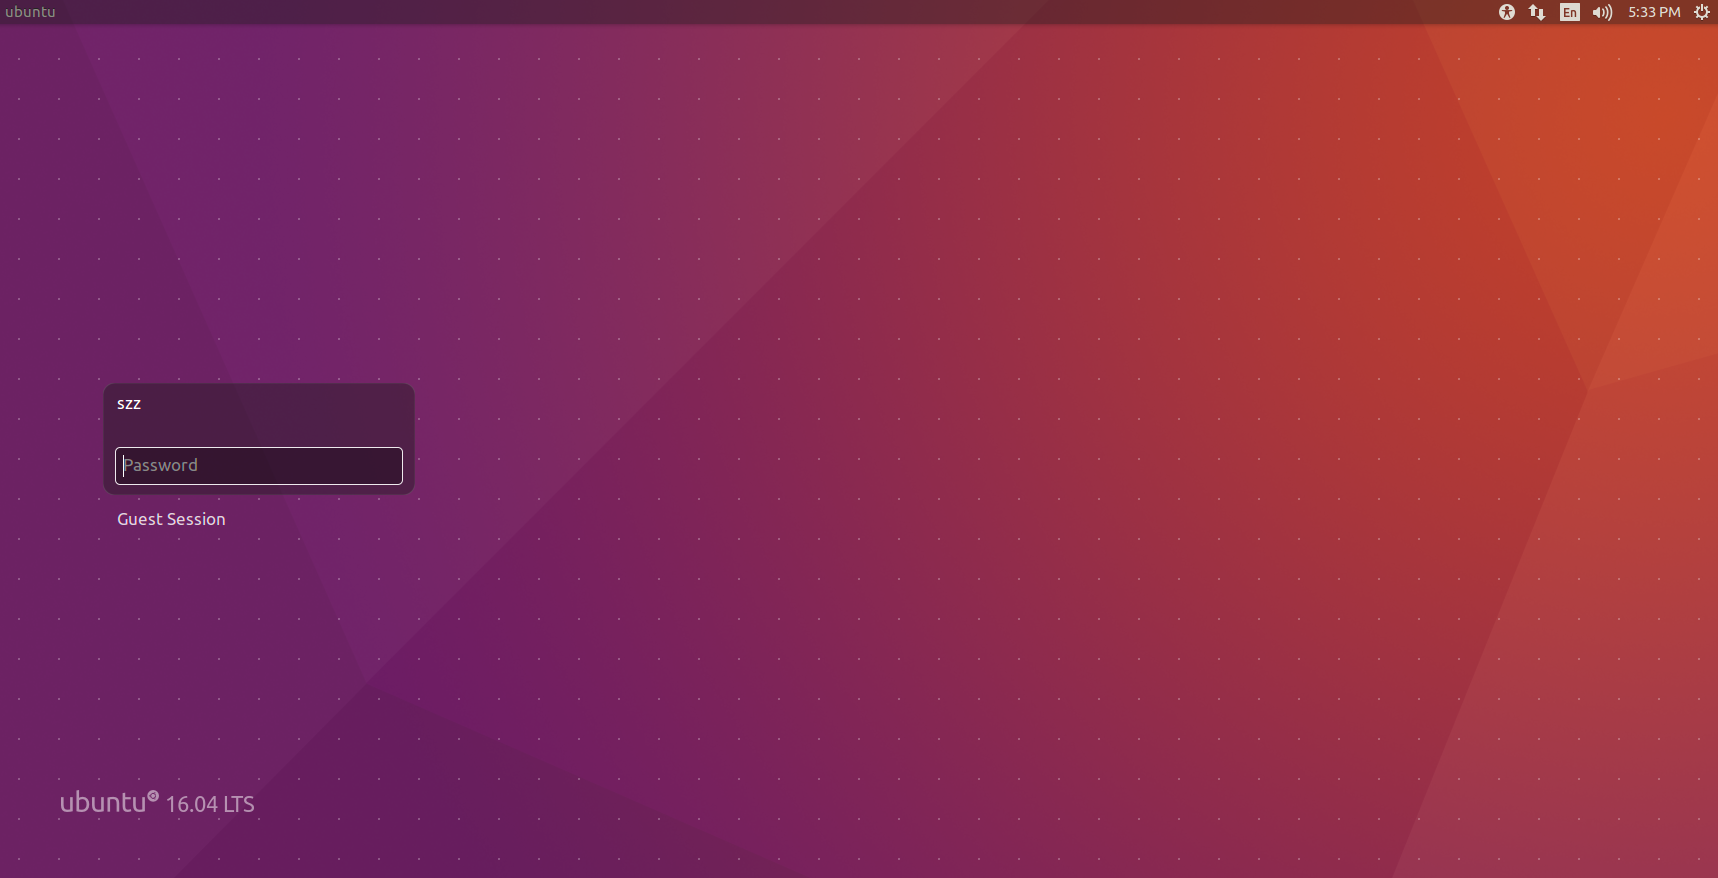 ubuntu
En
5:33 PM
szz
Password
Guest Session
ubuntu 16.04 LTS